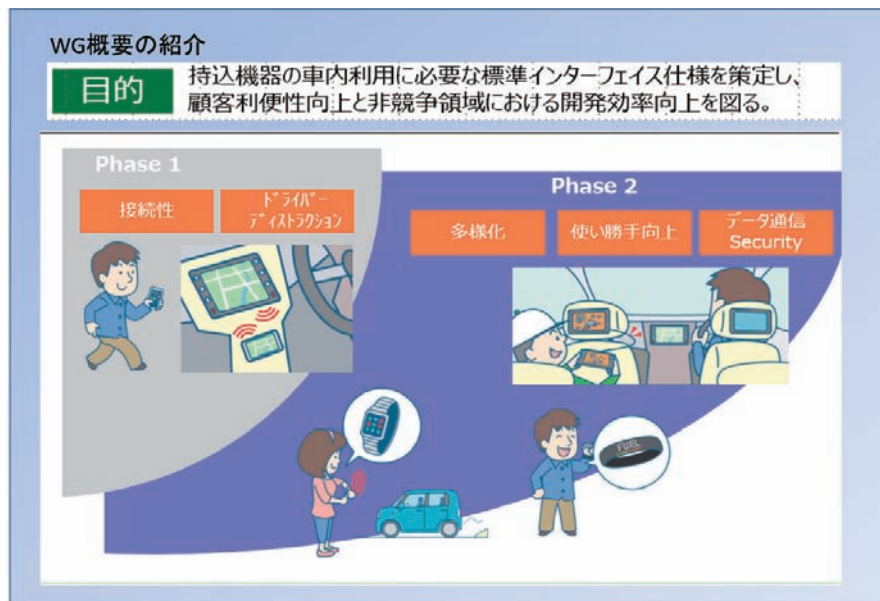 WG概要の紹介
目的
持込機器の車内利用に必要な標準インターフェイス仕様を策定し、
顧客利便性向上と非競争領域における開発効率向上を図る。
Phase 1
接続性
ﾄﾞﾗｲﾊﾞｰ
ﾃﾞｨｽﾄﾗｸｼｮﾝ
Phase 2
多様化
使い勝手向上
データ通信
Security
FUEL